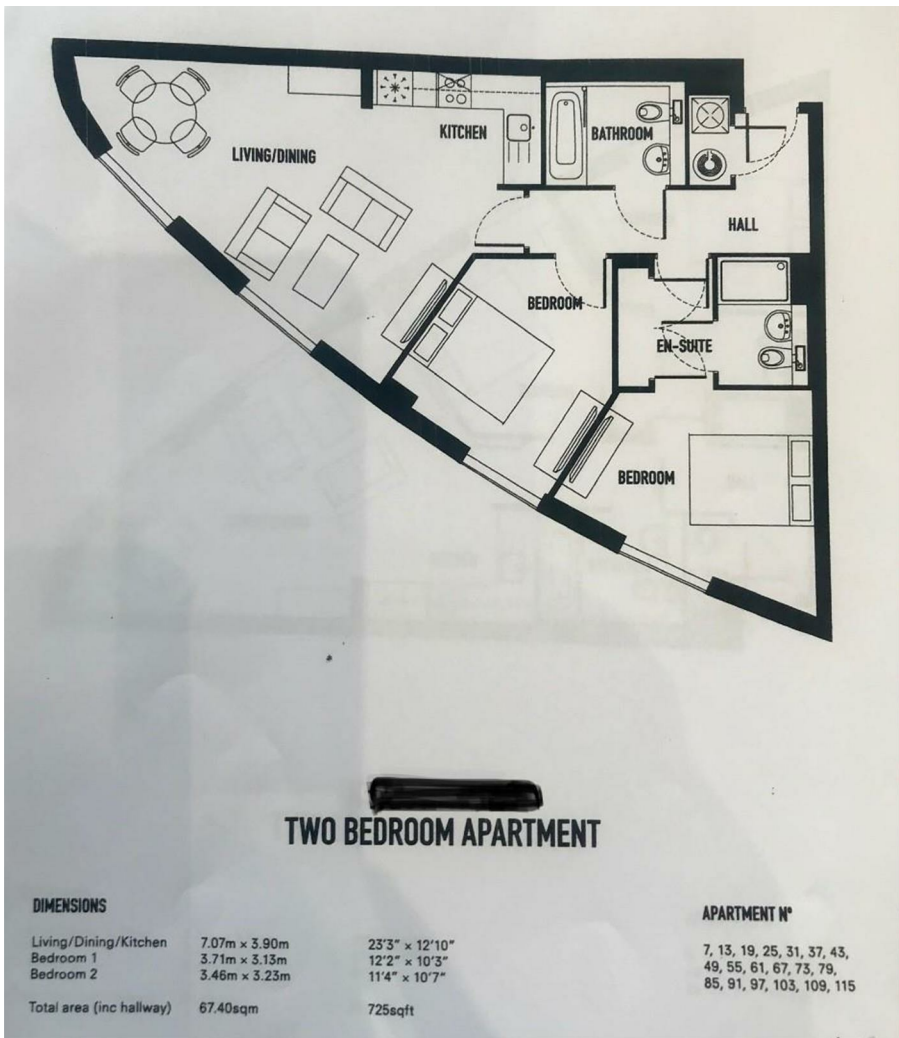 LIVING/DINING
KITCHEN
BATHROOM
HALL
BEDROOM
EN-SUITE
BEDROOM
TWO BEDROOM APARTMENT
DIMENSIONS
Living/Dining/Kitchen 7.07m × 3.90m 23'3" × 12'10"
Bedroom 1 3.71m × 3.13m 12'2" × 10'3"
Bedroom 2 3.46m × 3.23m 11'4" × 10'7"
Total area (inc hallway) 67.40sqm 725sqft
APARTMENT Nº
7, 13, 19, 25, 31, 37, 43,
49, 55, 61, 67, 73, 79,
85, 91, 97, 103, 109, 115